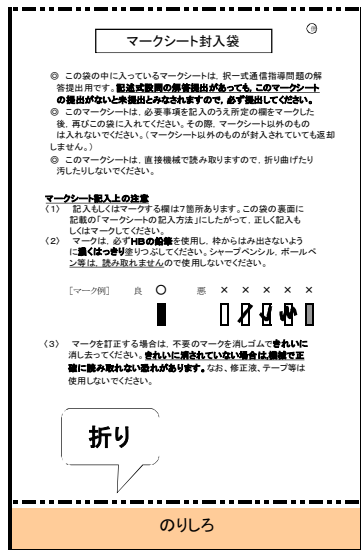 マークシート封入袋
◎ この袋の中に入っているマークシートは，択一式通信指導問題の解
答提出用です。記述式設問の解答提出があっても，このマークシート
の提出がないと未提出とみなされますので，必ず提出してください。
◎ このマークシートは，必要事項を記入のうえ所定の欄をマークした
後，再びこの袋に入れてください。その際，マークシート以外のもの
は入れないでください。（マークシート以外のものが封入されていても返却
しません。）
◎ このマークシートは，直接機械で読み取りますので，折り曲げたり
汚したりしないでください。
マークシート記入上の注意
（1） 記入もしくはマークする欄は7箇所あります。この袋の裏面に
記載の「マークシートの記入方法」にしたがって，正しく記入も
しくはマークしてください。
（2） マークは，必ずHBの鉛筆を使用し，枠からはみ出さないよう
に濃くはっきり塗りつぶしてください。シャープペンシル，ボールペ
ン等は，読み取れませんので使用しないでください。
［マーク例］ 良 ○ 悪 × × × × ×
（3） マークを訂正する場合は，不要のマークを消しゴムできれいに
消し去ってください。きれいに消されていない場合は，機械で正
確に読み取れない恐れがあります。なお，修正液，テープ等は
使用しないでください。
折り
のりしろ